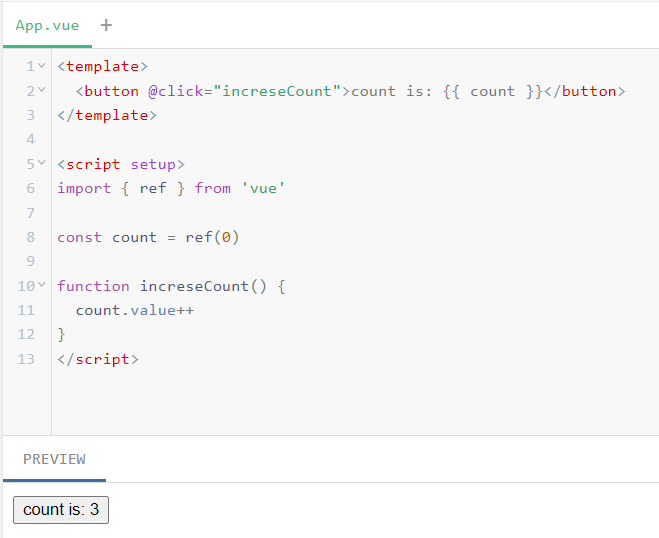 App.vue +
1 <template>
2   <button @click="increseCount">count is: {{ count }}</button>
3 </template>
4
5 <script setup>
6 import { ref } from 'vue'
7
8 const count = ref(0)
9
10 function increseCount() {
11   count.value++
12 }
13 </script>
PREVIEW
count is: 3